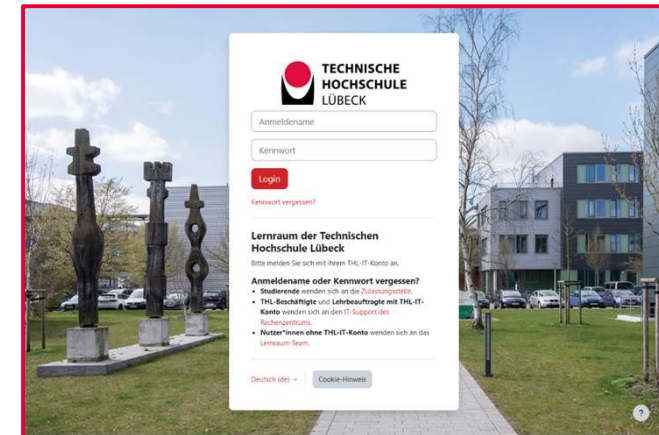 TECHNISCHE
HOCHSCHULE
LÜBECK
Anmeldename
Kennwort
Login
Kennwort vergessen?
Lernraum der Technischen
Hochschule Lübeck
Bitte melden Sie sich mit Ihrem THL-IT-Konto an.
Anmeldename oder Kennwort vergessen?
• Studierende wenden sich an die Zulassungsstelle.
• THL-Beschäftigte und Lehrbeauftragte mit THL-IT-
Konto wenden sich an den IT-Support des
Rechenzentrums.
• Nutzer*innen ohne THL-IT-Konto wenden sich an das
Lernraum-Team.
Deutsch (de)
Cookie-Hinweis
?